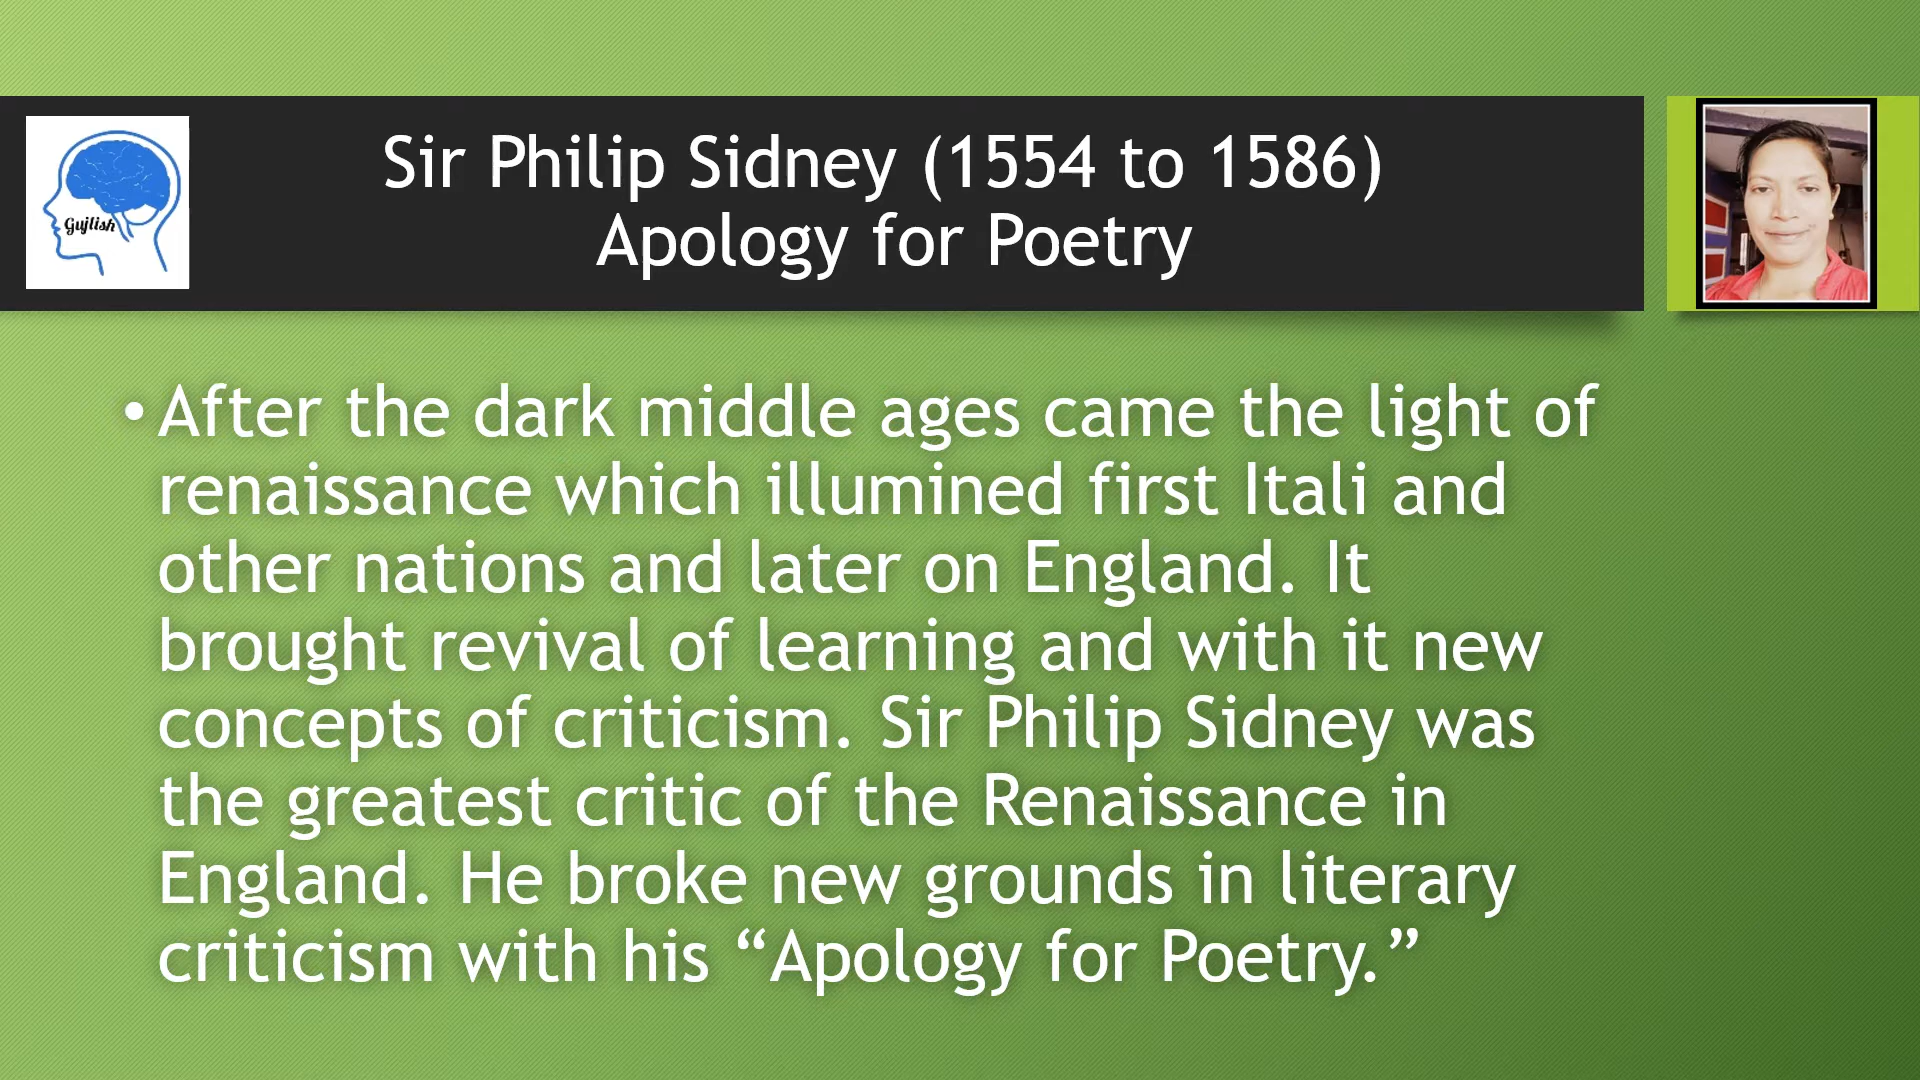 Gujlish
Sir Philip Sidney (1554 to 1586)
Apology for Poetry
• After the dark middle ages came the light of
renaissance which illumined first Itali and
other nations and later on England. It
brought revival of learning and with it new
concepts of criticism. Sir Philip Sidney was
the greatest critic of the Renaissance in
England. He broke new grounds in literary
criticism with his “Apology for Poetry.”